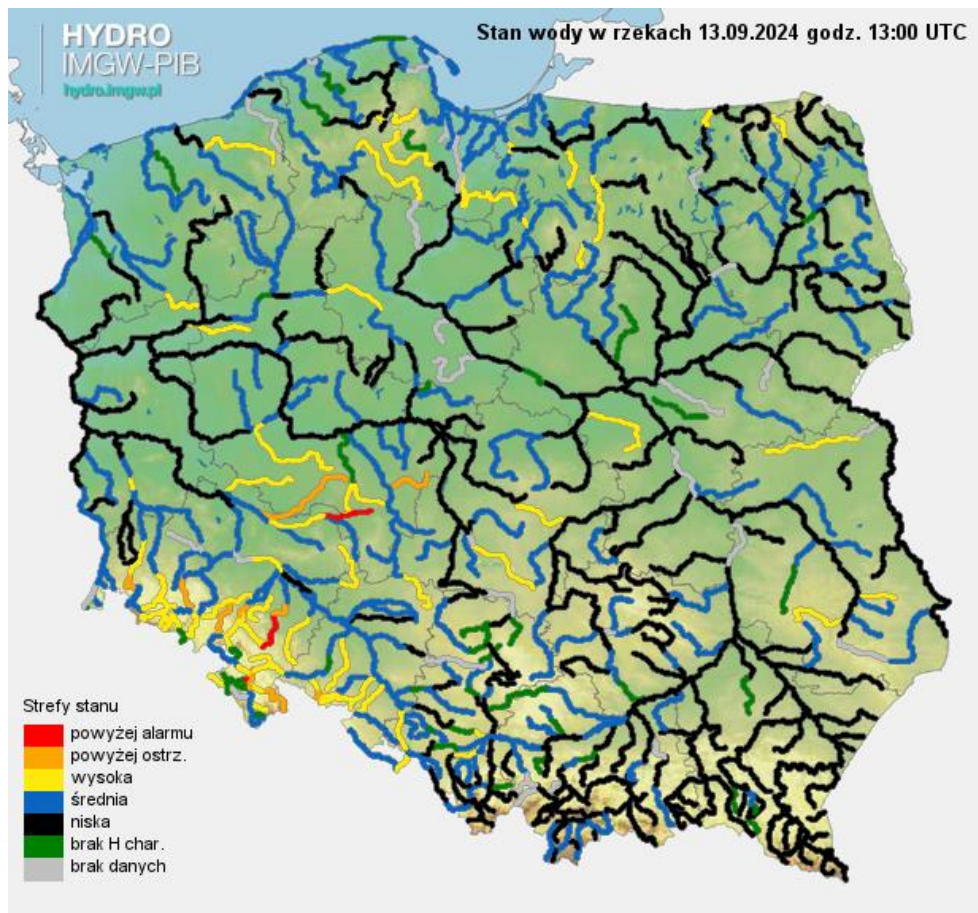 HYDRO
IMGW-PIB
hydro.imgw.pl
Stan wody w rzekach 13.09.2024 godz. 13:00 UTC
Strefy stanu
powyżej alarmu
powyżej ostrz.
wysoka
średnia
niska
brak H char.
brak danych